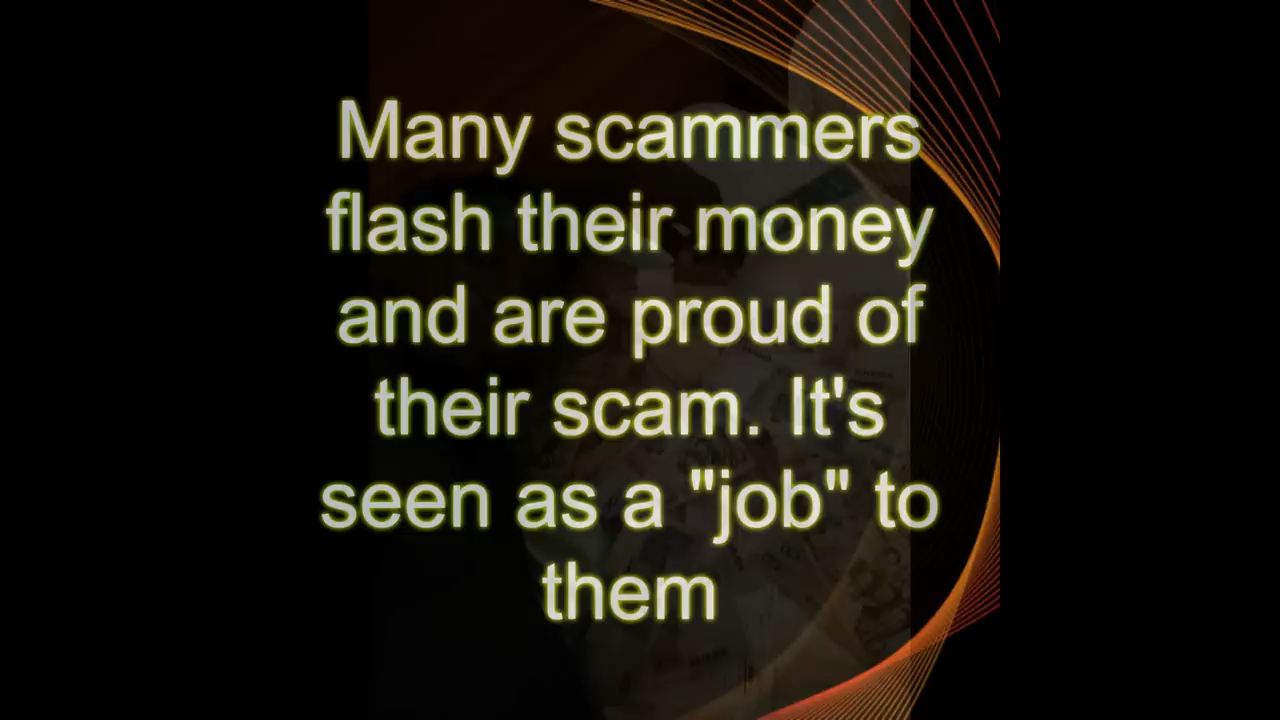 Many scammers
flash their money
and are proud of
their scam. It's
seen as a "job" to
them